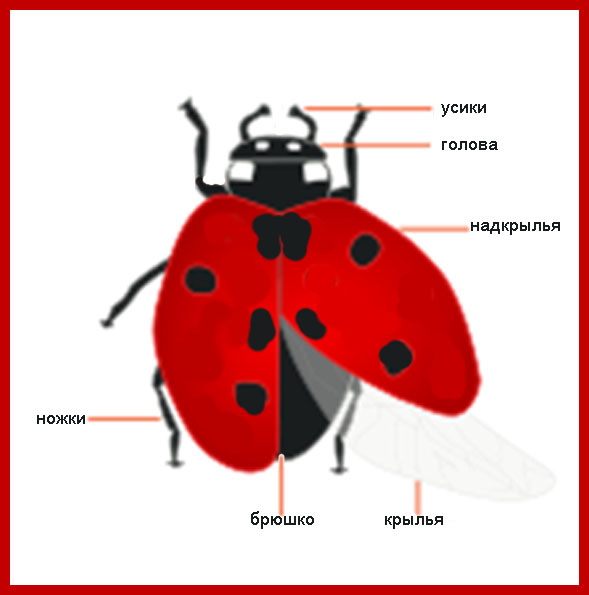 усики
голова
надкрылья
ножки
брюшко
крылья